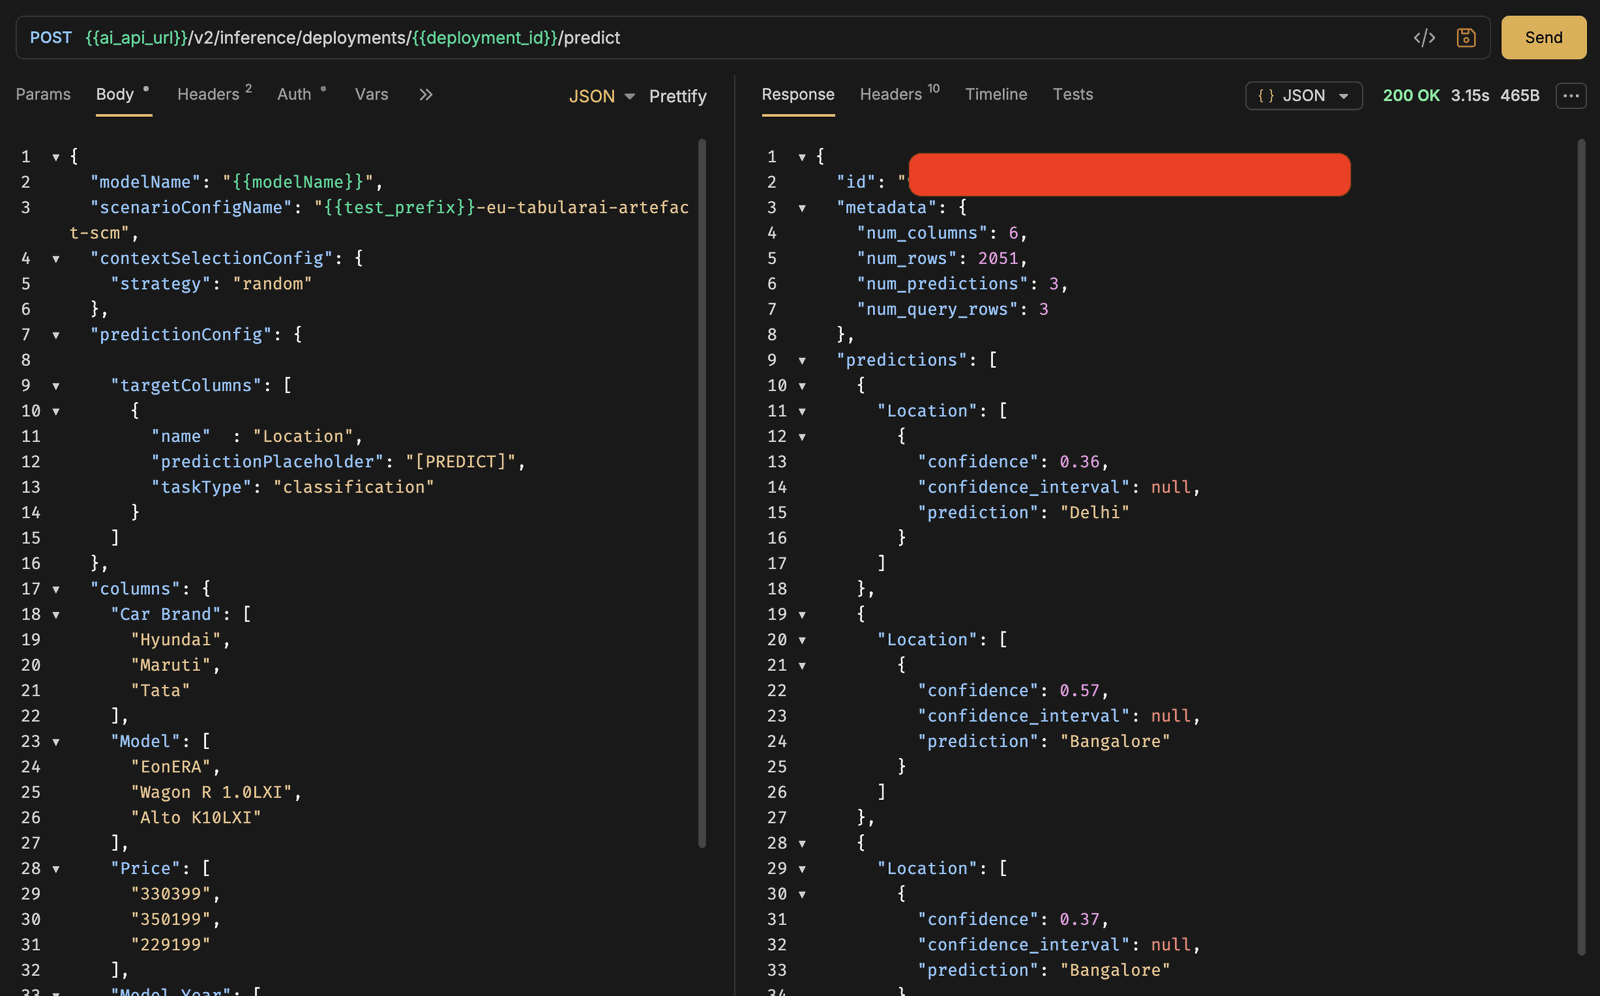 POST {{ai_api_url}}/v2/inference/deployments/{{deployment_id}}/predict </> Send
Params Body Headers 2 Auth Vars >> JSON Prettify
1 {
2 "modelName": "{{modelName}}",
3 "scenarioConfigName": "{{test_prefix}}-eu-tabularai-artefac
t-scm",
4 "contextSelectionConfig": {
5 "strategy": "random"
6 },
7 "predictionConfig": {
8
9 "targetColumns": [
10 {
11 "name"  : "Location",
12 "predictionPlaceholder": "[PREDICT]",
13 "taskType": "classification"
14 }
15 ]
16 },
17 "columns": {
18 "Car Brand": [
19 "Hyundai",
20 "Maruti",
21 "Tata"
22 ],
23 "Model": [
24 "EonERA",
25 "Wagon R 1.0LXI",
26 "Alto K10LXI"
27 ],
28 "Price": [
29 "330399",
30 "350199",
31 "229199"
32 ],
33 "Model Year": [
Response Headers 10 Timeline Tests { } JSON 200 OK 3.15s 465B ...
1 {
2 "id": "
3 "metadata": {
4 "num_columns": 6,
5 "num_rows": 2051,
6 "num_predictions": 3,
7 "num_query_rows": 3
8 },
9 "predictions": [
10 {
11 "Location": [
12 {
13 "confidence": 0.36,
14 "confidence_interval": null,
15 "prediction": "Delhi"
16 }
17 ]
18 },
19 {
20 "Location": [
21 {
22 "confidence": 0.57,
23 "confidence_interval": null,
24 "prediction": "Bangalore"
25 }
26 ]
27 },
28 {
29 "Location": [
30 {
31 "confidence": 0.37,
32 "confidence_interval": null,
33 "prediction": "Bangalore"
34 }